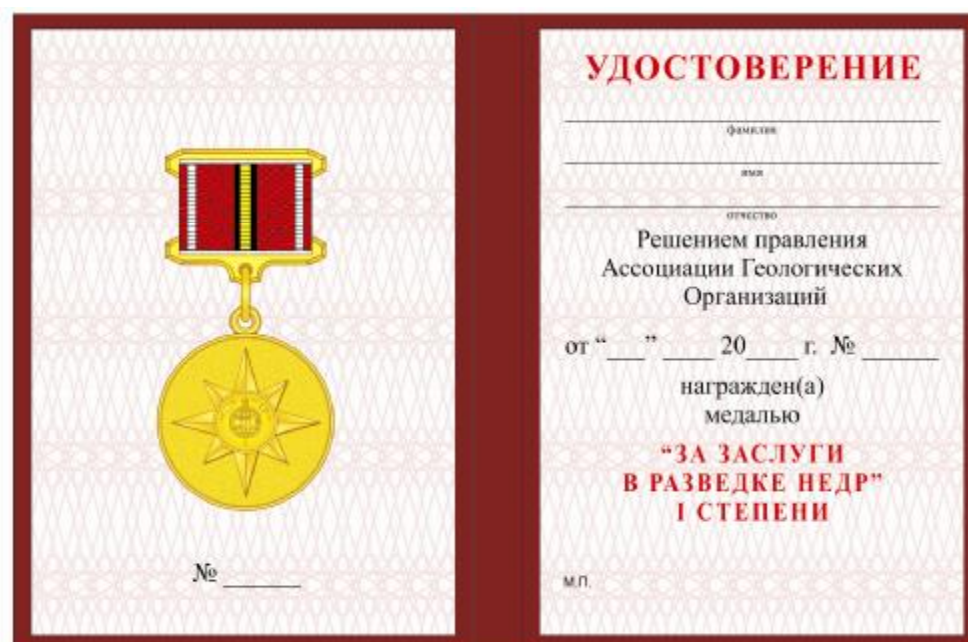 № ______
УДОСТОВЕРЕНИЕ
фамилия
имя
отчество
Решением правления
Ассоциации Геологических
Организаций
от “___” ____ 20____ г. № ______
награжден(а)
медалью
“ЗА ЗАСЛУГИ
В РАЗВЕДКЕ НЕДР”
I СТЕПЕНИ
М.П.